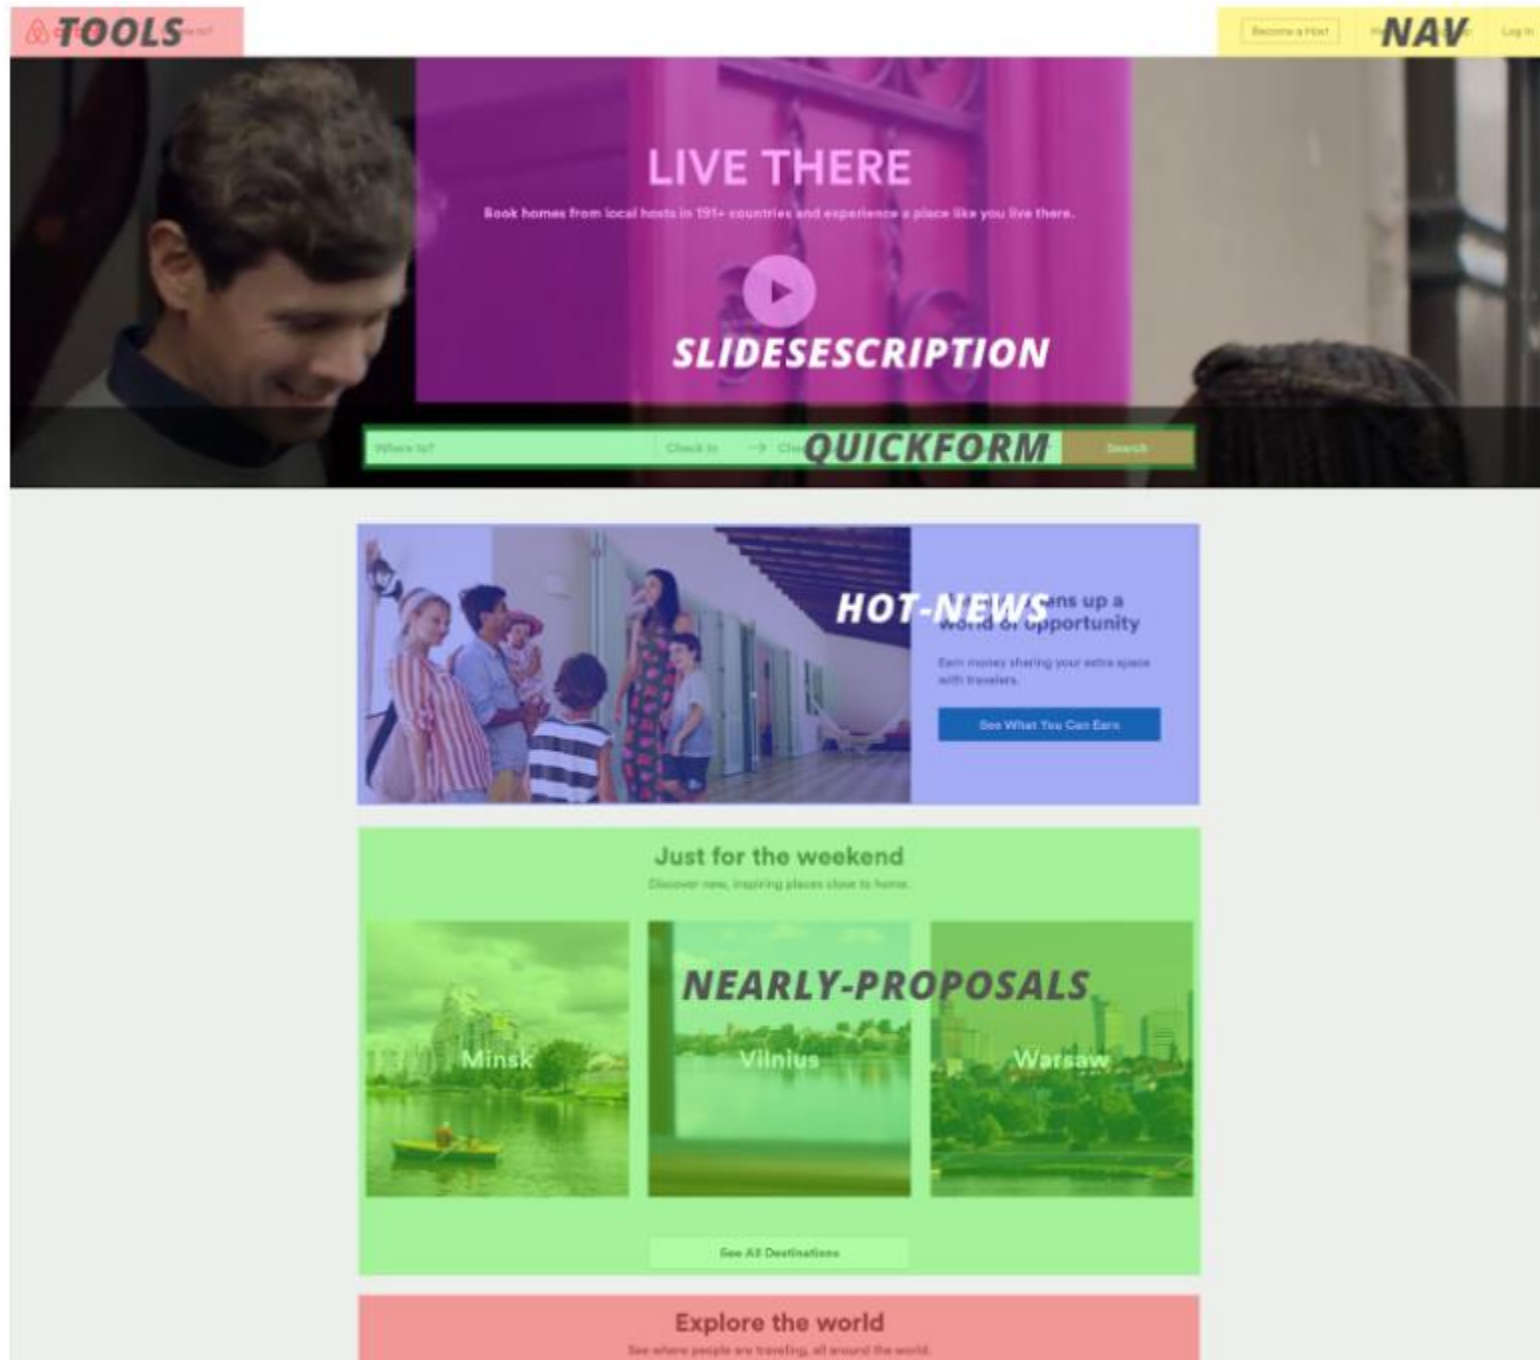 TOOLS
Become a Host
NAV
Log In
LIVE THERE
Book homes from local hosts in 191+ countries and experience a place like you live there.
SLIDESESCRIPTION
Where to?
Check In
→
QUICKFORM
Search
HOT-NEWS
ens up a
world of opportunity
Earn money sharing your extra space
with travelers.
See What You Can Earn
Just for the weekend
Discover new, inspiring places close to home.
NEARLY-PROPOSALS
Minsk
Vilnius
Warsaw
See All Destinations
Explore the world
See where people are traveling, all around the world.